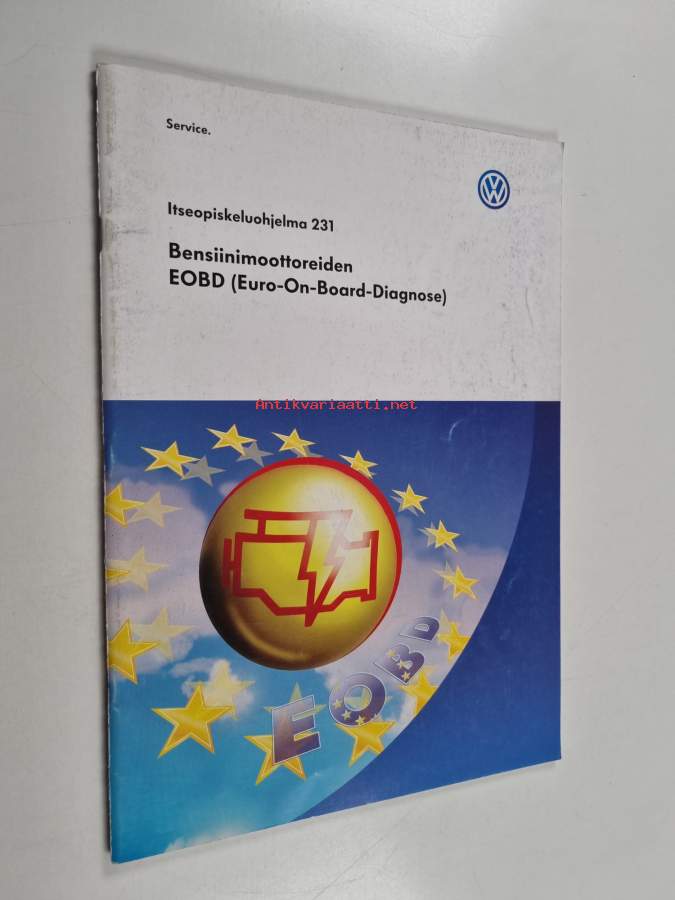 Service.
Itseopiskeluohjelma 231
Bensiinimoottoreiden
EOBD (Euro-On-Board-Diagnose)
Antikvariaatti.net
EOBD